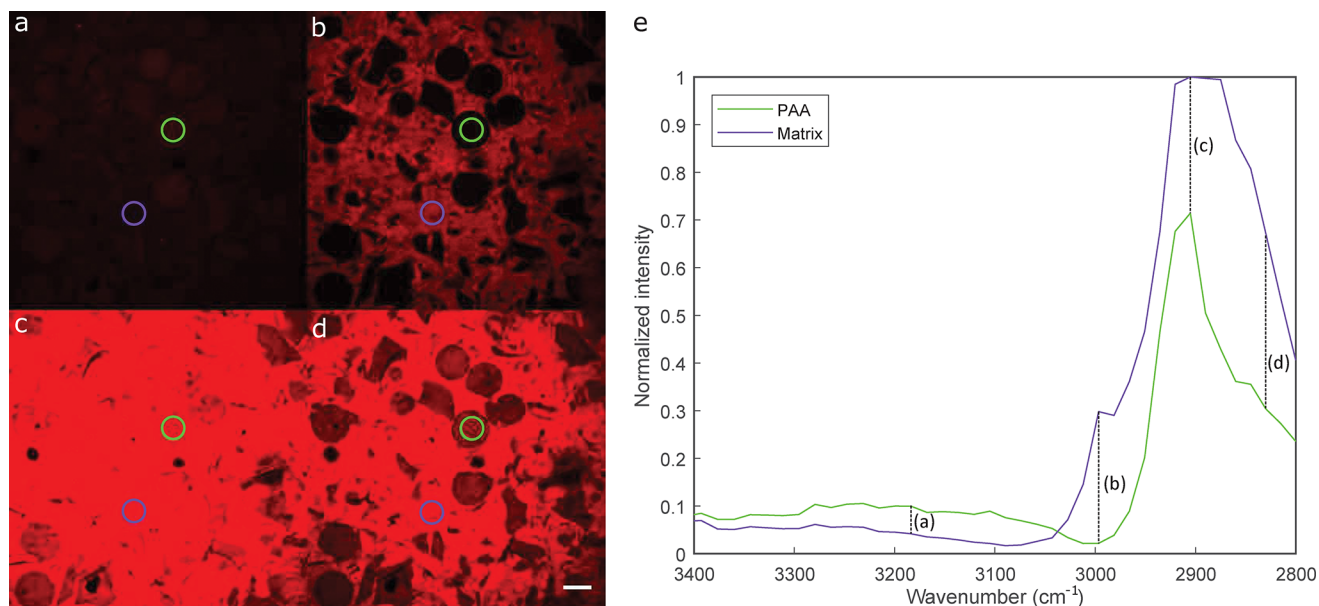 a
b
c
d
e
PAA
Matrix
(a)
(b)
(c)
(d)
1
0.9
0.8
0.7
0.6
0.5
0.4
0.3
0.2
0.1
0
Normalized intensity
3400 3300 3200 3100 3000 2900 2800
Wavenumber (cm⁻¹)